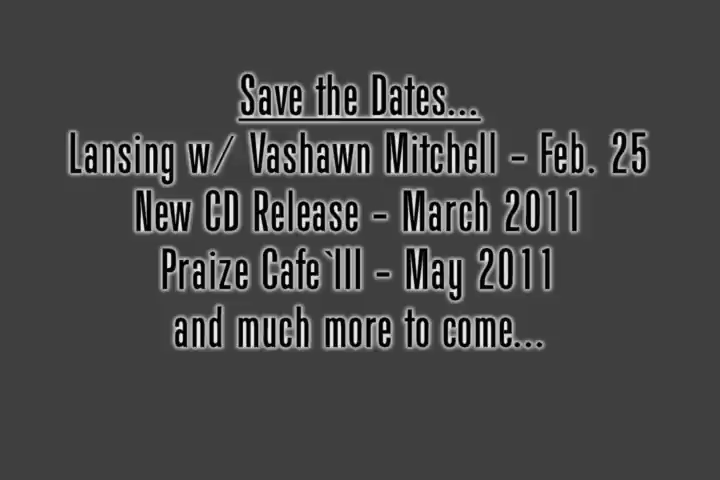 Save the Dates...
Lansing w/ Vashawn Mitchell - Feb. 25
New CD Release - March 2011
Praize Cafe`III - May 2011
and much more to come...